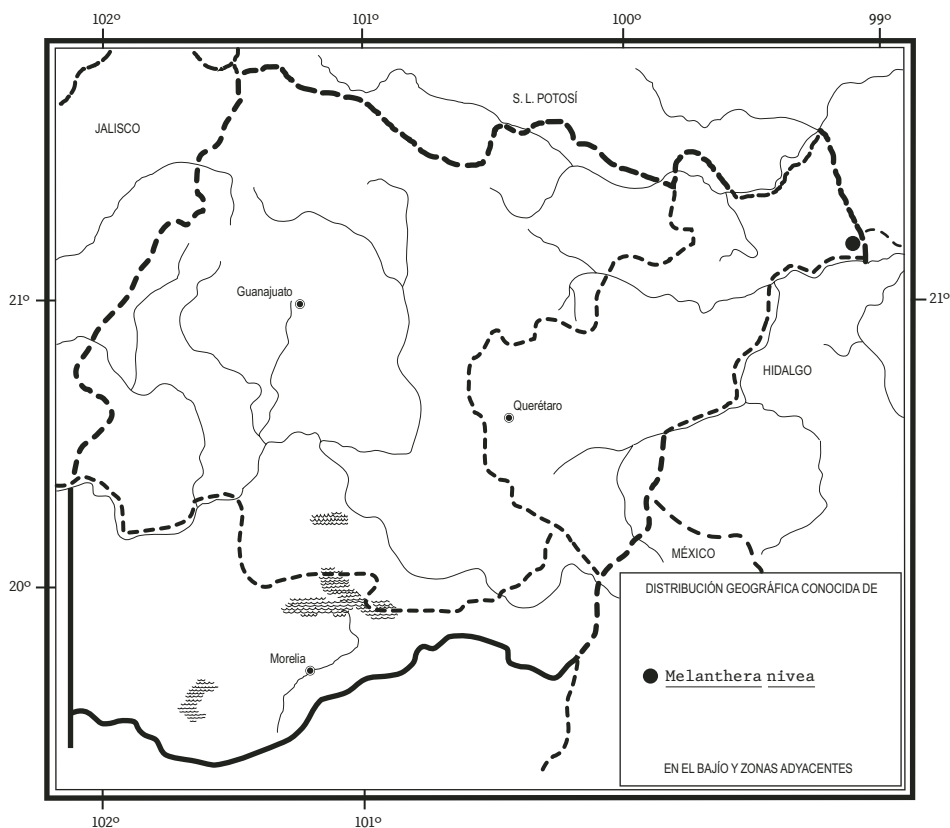 102º 101º 100º 99º
S. L. POTOSÍ
JALISCO
Guanajuato
21º 21º
HIDALGO
Querétaro
MÉXICO
20º
DISTRIBUCIÓN GEOGRÁFICA CONOCIDA DE
Morelia
Melanthera nivea
EN EL BAJÍO Y ZONAS ADYACENTES
102º 101º